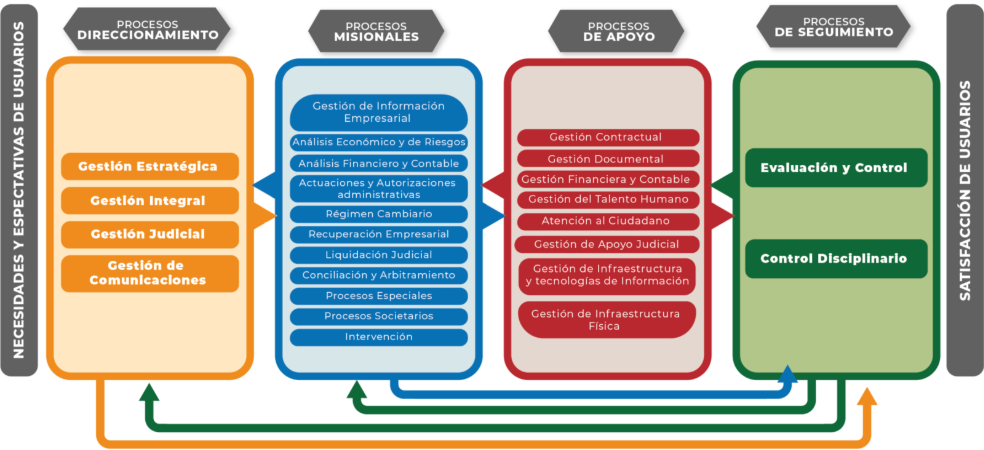 NECESIDADES Y ESPECTATIVAS DE USUARIOS
PROCESOS
DIRECCIONAMIENTO
Gestión Estratégica
Gestión Integral
Gestión Judicial
Gestión de
Comunicaciones
PROCESOS
MISIONALES
Gestión de Información
Empresarial
Análisis Económico y de Riesgos
Análisis Financiero y Contable
Actuaciones y Autorizaciones
administrativas
Régimen Cambiario
Recuperación Empresarial
Liquidación Judicial
Conciliación y Arbitramento
Procesos Especiales
Procesos Societarios
Intervención
PROCESOS
DE APOYO
Gestión Contractual
Gestión Documental
Gestión Financiera y Contable
Gestión del Talento Humano
Atención al Ciudadano
Gestión de Apoyo Judicial
Gestión de Infraestructura
y tecnologías de Información
Gestión de Infraestructura
Física
PROCESOS
DE SEGUIMIENTO
Evaluación y Control
Control Disciplinario
SATISFACCIÓN DE USUARIOS